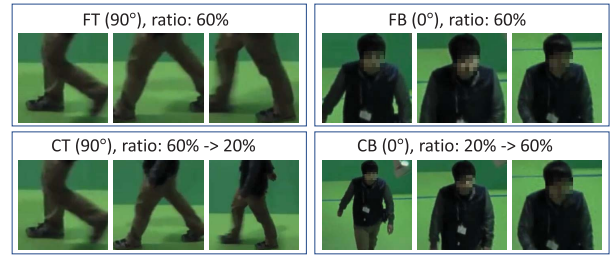 FT (90°), ratio: 60%
FB (0°), ratio: 60%
CT (90°), ratio: 60% -> 20%
CB (0°), ratio: 20% -> 60%